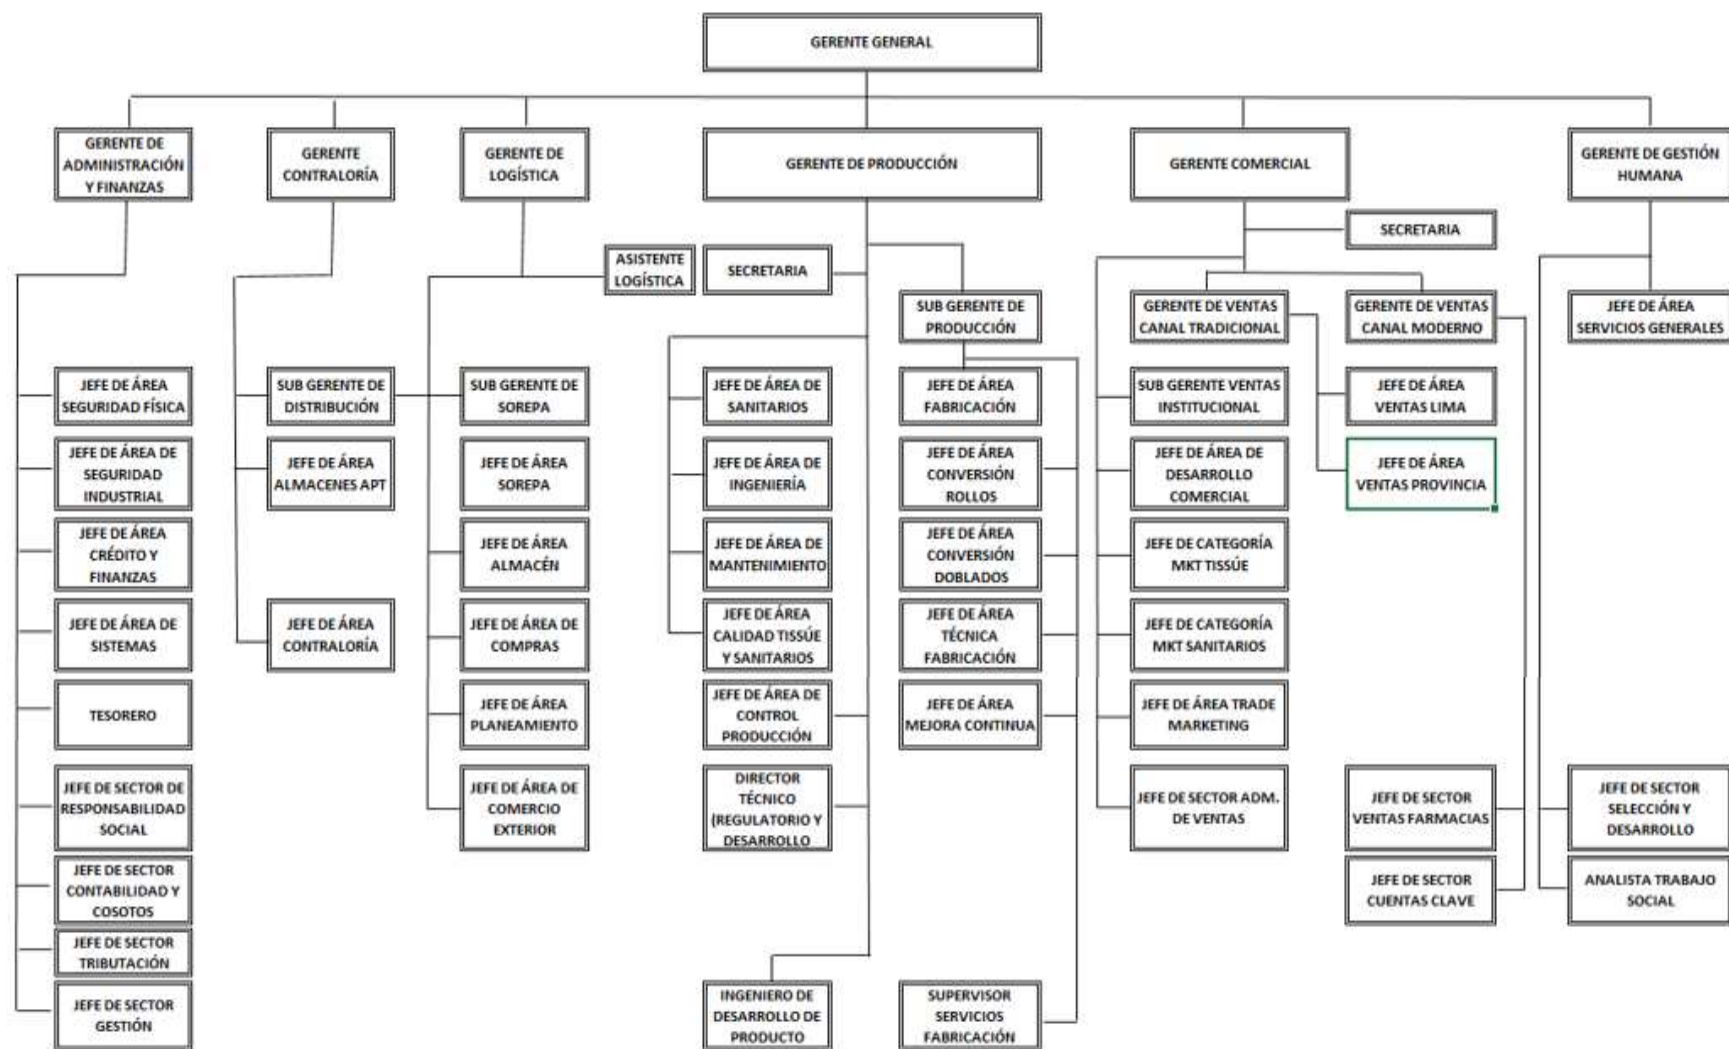 GERENTE GENERAL
GERENTE DE
ADMINISTRACIÓN
Y FINANZAS
GERENTE
CONTRALORÍA
GERENTE DE
LOGÍSTICA
GERENTE DE PRODUCCIÓN
GERENTE COMERCIAL
GERENTE DE GESTIÓN
HUMANA
SECRETARIA
ASISTENTE
LOGÍSTICA
SECRETARIA
SUB GERENTE DE
PRODUCCIÓN
GERENTE DE VENTAS
CANAL TRADICIONAL
GERENTE DE VENTAS
CANAL MODERNO
JEFE DE ÁREA
SERVICIOS GENERALES
JEFE DE ÁREA
SEGURIDAD FÍSICA
SUB GERENTE DE
DISTRIBUCIÓN
SUB GERENTE DE
SOREPA
JEFE DE ÁREA DE
SANITARIOS
JEFE DE ÁREA
FABRICACIÓN
SUB GERENTE VENTAS
INSTITUCIONAL
JEFE DE ÁREA
VENTAS LIMA
JEFE DE ÁREA DE
SEGURIDAD
INDUSTRIAL
JEFE DE ÁREA
ALMACENES APT
JEFE DE ÁREA
SOREPA
JEFE DE ÁREA DE
INGENIERÍA
JEFE DE ÁREA
CONVERSIÓN
ROLLOS
JEFE DE ÁREA DE
DESARROLLO
COMERCIAL
JEFE DE ÁREA
VENTAS PROVINCIA
JEFE DE ÁREA
CRÉDITO Y
FINANZAS
JEFE DE ÁREA
ALMACÉN
JEFE DE ÁREA DE
MANTENIMIENTO
JEFE DE ÁREA
CONVERSIÓN
DOBLADOS
JEFE DE CATEGORÍA
MKT TISSÚE
JEFE DE ÁREA DE
SISTEMAS
JEFE DE ÁREA
CONTRALORÍA
JEFE DE ÁREA DE
COMPRAS
JEFE DE ÁREA
CALIDAD TISSÚE
Y SANITARIOS
JEFE DE ÁREA
TÉCNICA
FABRICACIÓN
JEFE DE CATEGORÍA
MKT SANITARIOS
TESORERO
JEFE DE ÁREA
PLANEAMIENTO
JEFE DE ÁREA DE
CONTROL
PRODUCCIÓN
JEFE DE ÁREA
MEJORA CONTINUA
JEFE DE ÁREA TRADE
MARKETING
JEFE DE SECTOR DE
RESPONSABILIDAD
SOCIAL
JEFE DE ÁREA DE
COMERCIO
EXTERIOR
DIRECTOR
TÉCNICO
(REGULATORIO Y
DESARROLLO
JEFE DE SECTOR ADM.
DE VENTAS
JEFE DE SECTOR
VENTAS FARMACIAS
JEFE DE SECTOR
SELECCIÓN Y
DESARROLLO
JEFE DE SECTOR
CONTABILIDAD Y
COSOTOS
JEFE DE SECTOR
CUENTAS CLAVE
ANALISTA TRABAJO
SOCIAL
JEFE DE SECTOR
TRIBUTACIÓN
JEFE DE SECTOR
GESTIÓN
INGENIERO DE
DESARROLLO DE
PRODUCTO
SUPERVISOR
SERVICIOS
FABRICACIÓN